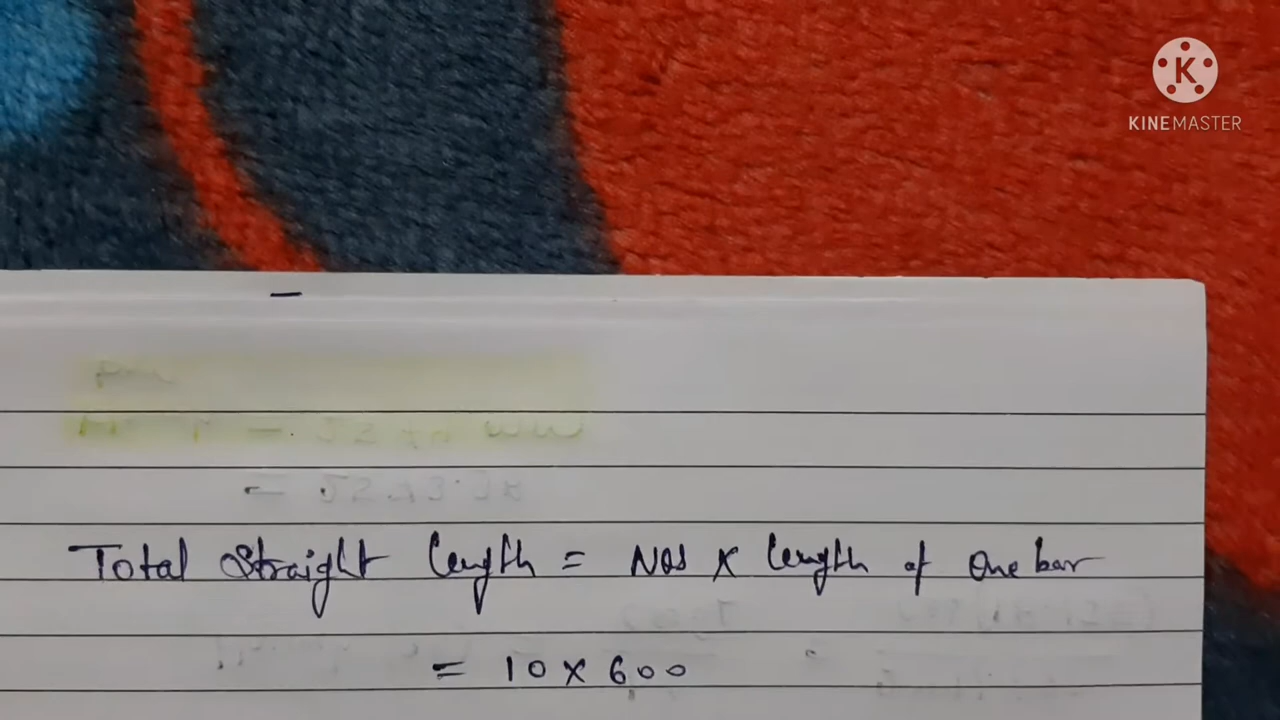 KINEMASTER
Total Straight length = Nos x length of one bar
= 10 x 600